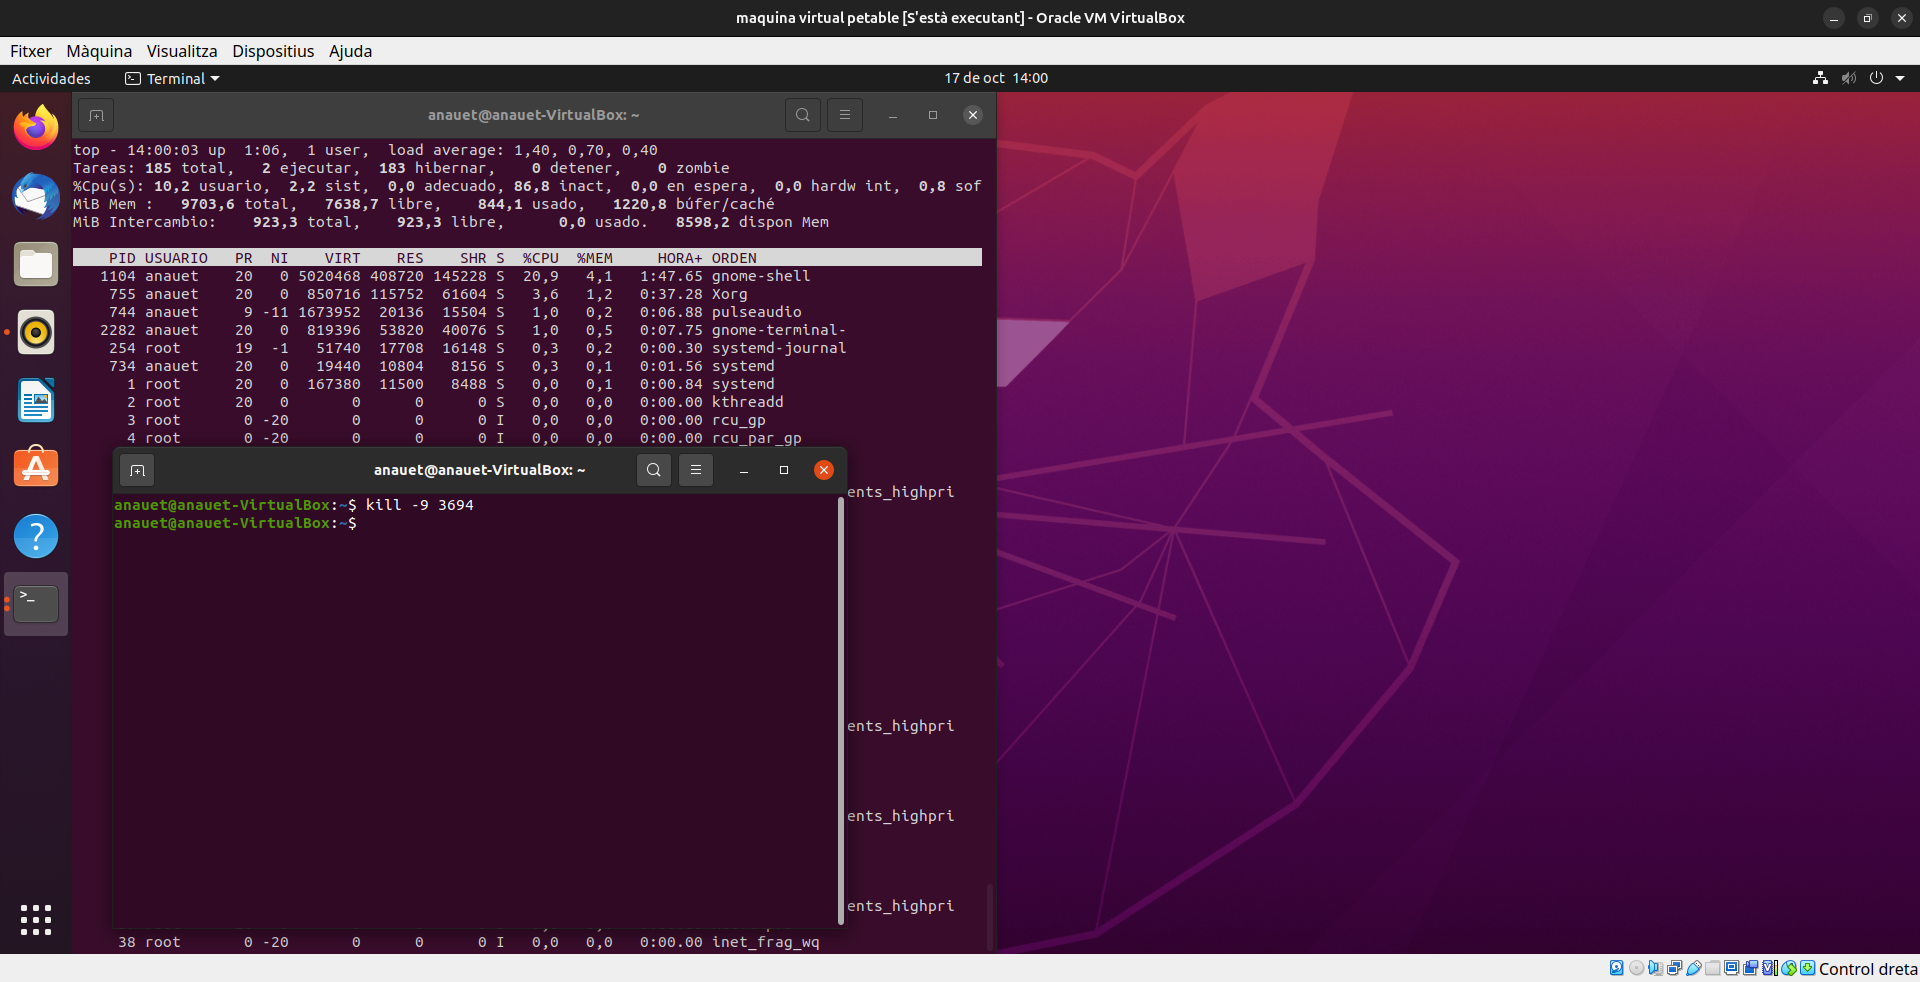 maquina virtual petable [S'està executant] - Oracle VM VirtualBox
Fitxer Màquina Visualitza Dispositius Ajuda
Actividades Terminal 17 de oct 14:00
anauet@anauet-VirtualBox: ~
top - 14:00:03 up  1:06,  1 user,  load average: 1,40, 0,70, 0,40
Tareas: 185 total,   2 ejecutar,  183 hibernar,    0 detener,    0 zombie
%Cpu(s): 10,2 usuario,  2,2 sist,  0,0 adecuado, 86,8 inact,  0,0 en espera,  0,0 hardw int,  0,8 sof
MiB Mem :   9703,6 total,   7638,7 libre,    844,1 usado,   1220,8 búfer/caché
MiB Intercambio:    923,3 total,    923,3 libre,      0,0 usado.   8598,2 dispon Mem
PID USUARIO   PR  NI    VIRT    RES    SHR S  %CPU  %MEM     HORA+ ORDEN
1104 anauet    20   0 5020468 408720 145228 S  20,9   4,1   1:47.65 gnome-shell
755 anauet    20   0  850716 115752  61604 S   3,6   1,2   0:37.28 Xorg
744 anauet     9 -11 1673952  20136  15504 S   1,0   0,2   0:06.88 pulseaudio
2282 anauet    20   0  819396  53820  40076 S   1,0   0,5   0:07.75 gnome-terminal-
254 root      19  -1   51740  17708  16148 S   0,3   0,2   0:00.30 systemd-journal
734 anauet    20   0   19440  10804   8156 S   0,3   0,1   0:01.56 systemd
1 root      20   0  167380  11500   8488 S   0,0   0,1   0:00.84 systemd
2 root      20   0       0      0      0 S   0,0   0,0   0:00.00 kthreadd
3 root       0 -20       0      0      0 I   0,0   0,0   0:00.00 rcu_gp
4 root       0 -20       0      0      0 I   0,0   0,0   0:00.00 rcu_par_gp
anauet@anauet-VirtualBox: ~
ents_highpri
anauet@anauet-VirtualBox:~$ kill -9 3694
anauet@anauet-VirtualBox:~$
ents_highpri
ents_highpri
ents_highpri
38 root       0 -20       0      0      0 I   0,0   0,0   0:00.00 inet_frag_wq
Control dreta